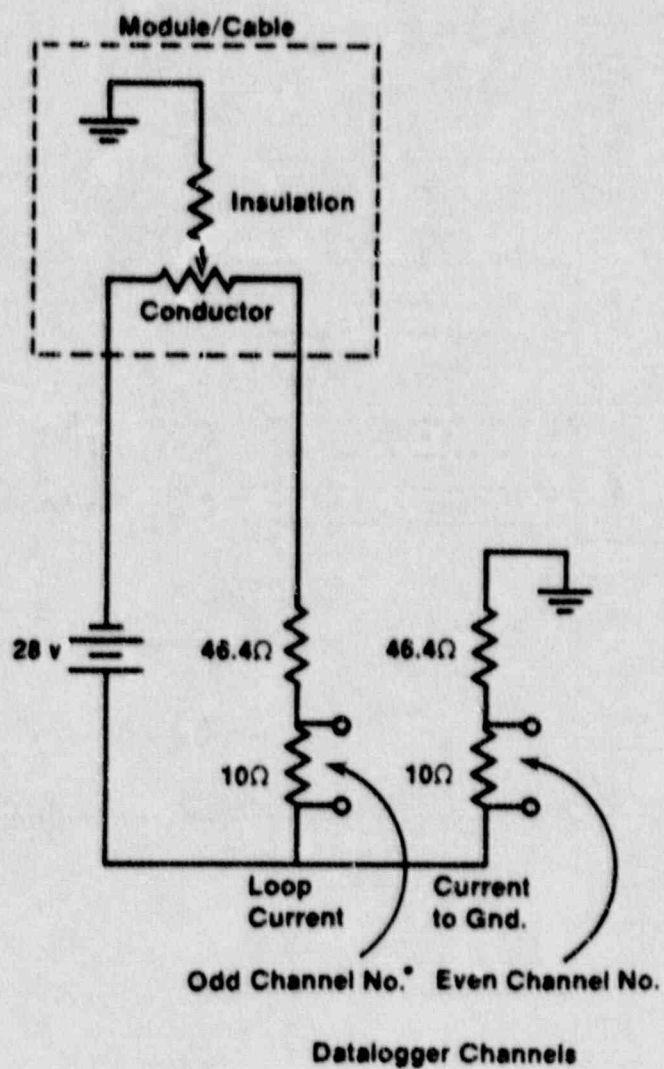 Module/Cable
Insulation
Conductor
28 v
46.4Ω
46.4Ω
10Ω
10Ω
Loop
Current
Current
to Gnd.
Odd Channel No.*
Even Channel No.
Datalogger Channels